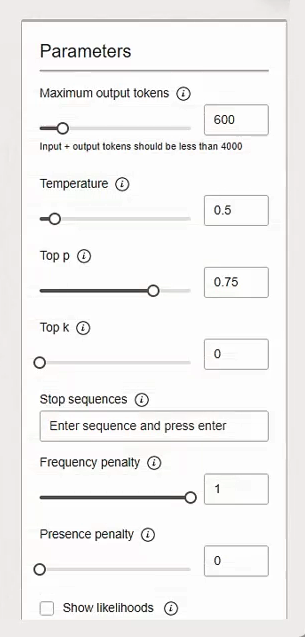 Parameters
Maximum output tokens
600
Input + output tokens should be less than 4000
Temperature
0.5
Top p
0.75
Top k
0
Stop sequences
Enter sequence and press enter
Frequency penalty
1
Presence penalty
0
Show likelihoods